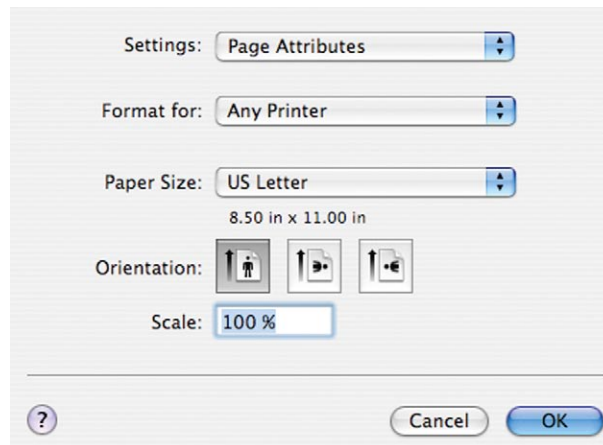 Settings: Page Attributes
Format for: Any Printer
Paper Size: US Letter
8.50 in x 11.00 in
Orientation:
Scale: 100 %
? Cancel OK